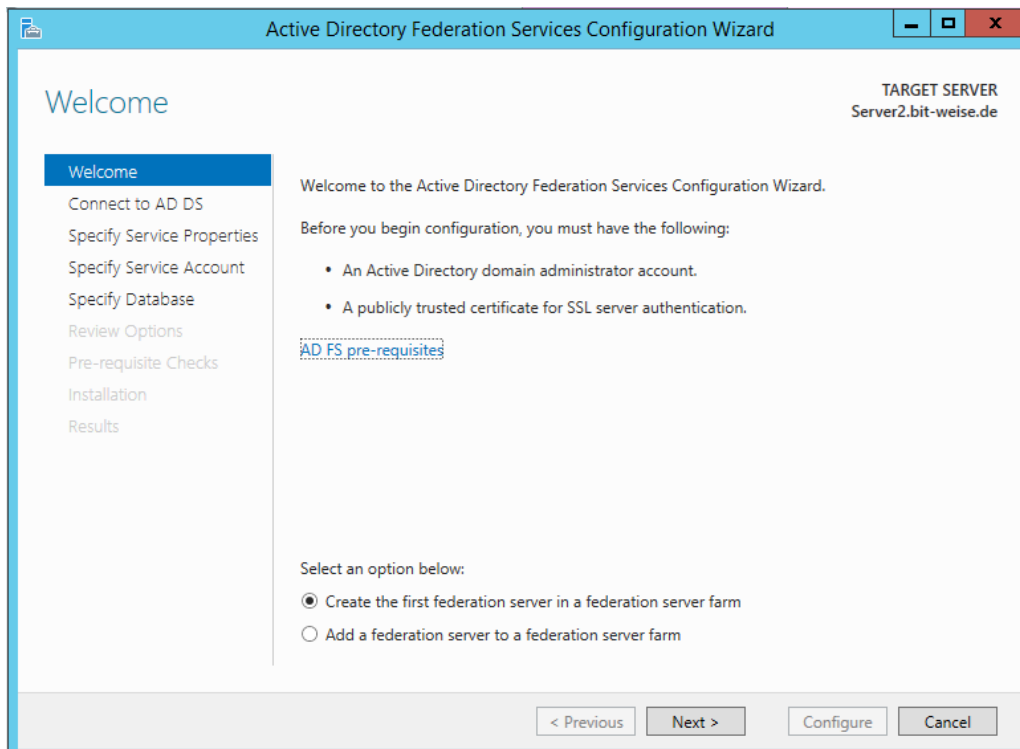 Active Directory Federation Services Configuration Wizard
Welcome
TARGET SERVER
Server2.bit-weise.de
Welcome
Connect to AD DS
Specify Service Properties
Specify Service Account
Specify Database
Review Options
Pre-requisite Checks
Installation
Results
Welcome to the Active Directory Federation Services Configuration Wizard.
Before you begin configuration, you must have the following:
• An Active Directory domain administrator account.
• A publicly trusted certificate for SSL server authentication.
AD FS pre-requisites
Select an option below:
Create the first federation server in a federation server farm
Add a federation server to a federation server farm
< Previous
Next >
Configure
Cancel